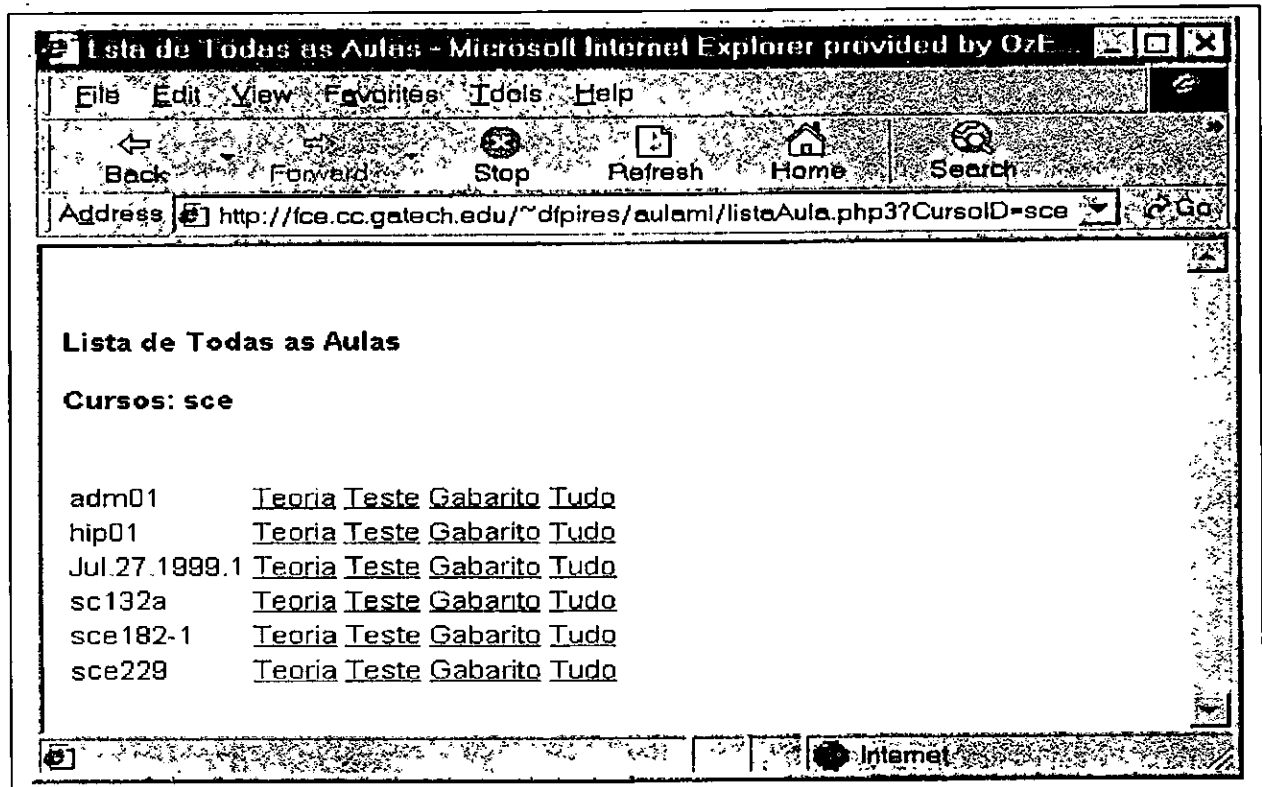 Lista de Todas as Aulas - Microsoft Internet Explorer provided by OzE...
File Edit View Favorites Tools Help
Back Forward Stop Refresh Home Search
Address http://fce.cc.gatech.edu/~dfpires/aulaml/listaAula.php3?CursoID=sce Go
Lista de Todas as Aulas
Cursos: sce
adm01 Teoria Teste Gabarito Tudo
hip01 Teoria Teste Gabarito Tudo
Jul.27.1999.1 Teoria Teste Gabarito Tudo
sc132a Teoria Teste Gabarito Tudo
sce182-1 Teoria Teste Gabarito Tudo
sce229 Teoria Teste Gabarito Tudo
Internet